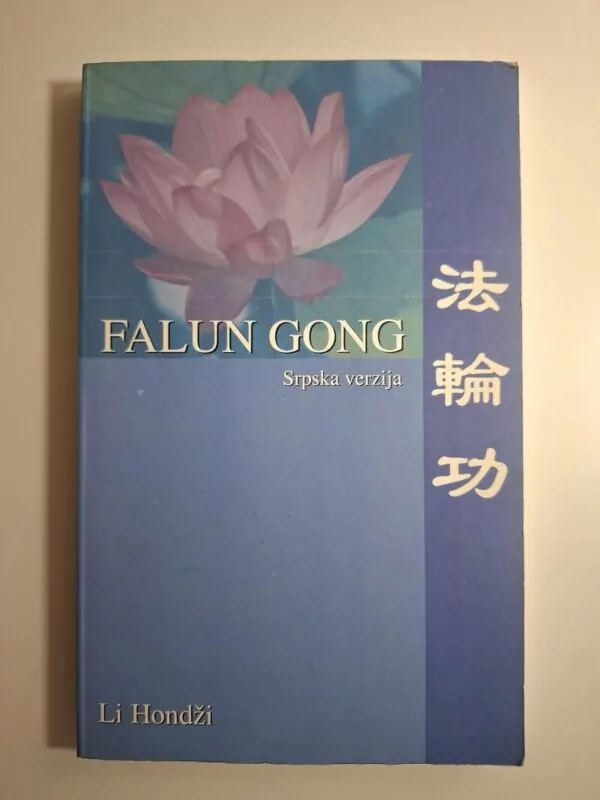 FALUN GONG
Srpska verzija
法輪功
Li Hondži